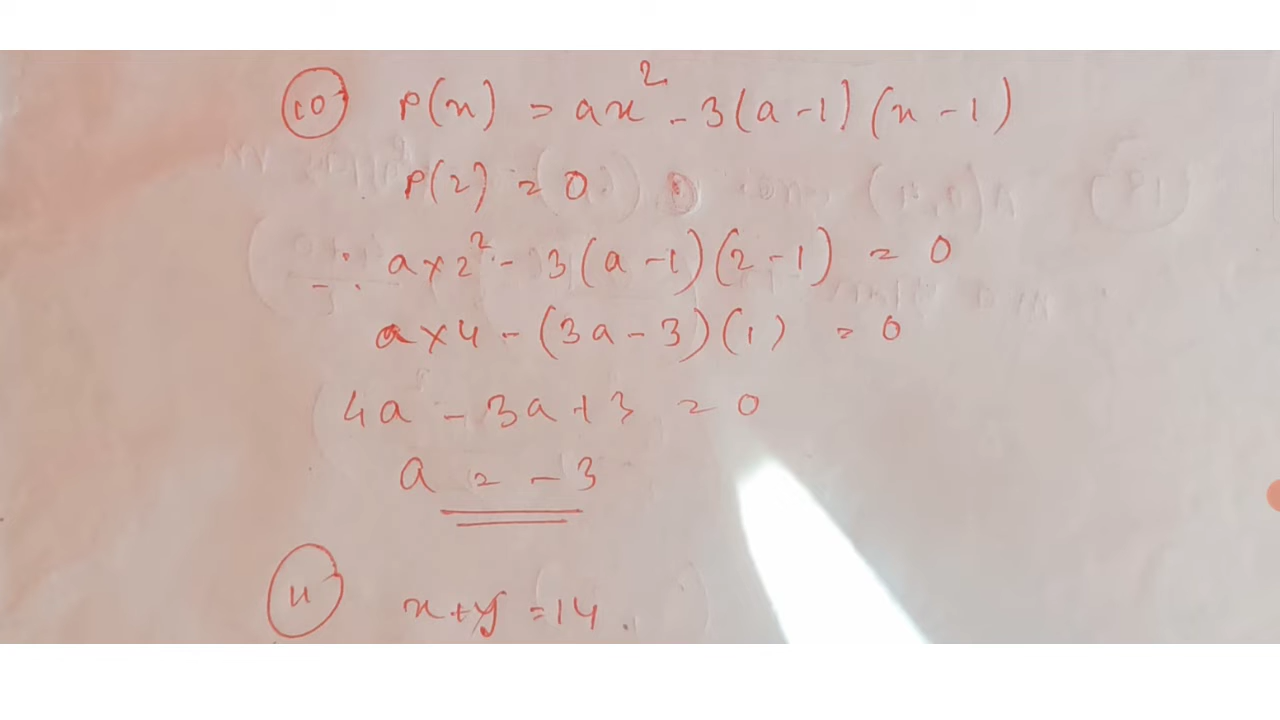 10 P(x) = ax² - 3(a-1)(x-1)
P(2) = 0
∴ a×2² - 3(a-1)(2-1) = 0
a×4 - (3a-3)(1) = 0
4a - 3a + 3 = 0
a = -3
11 x+y = 14.